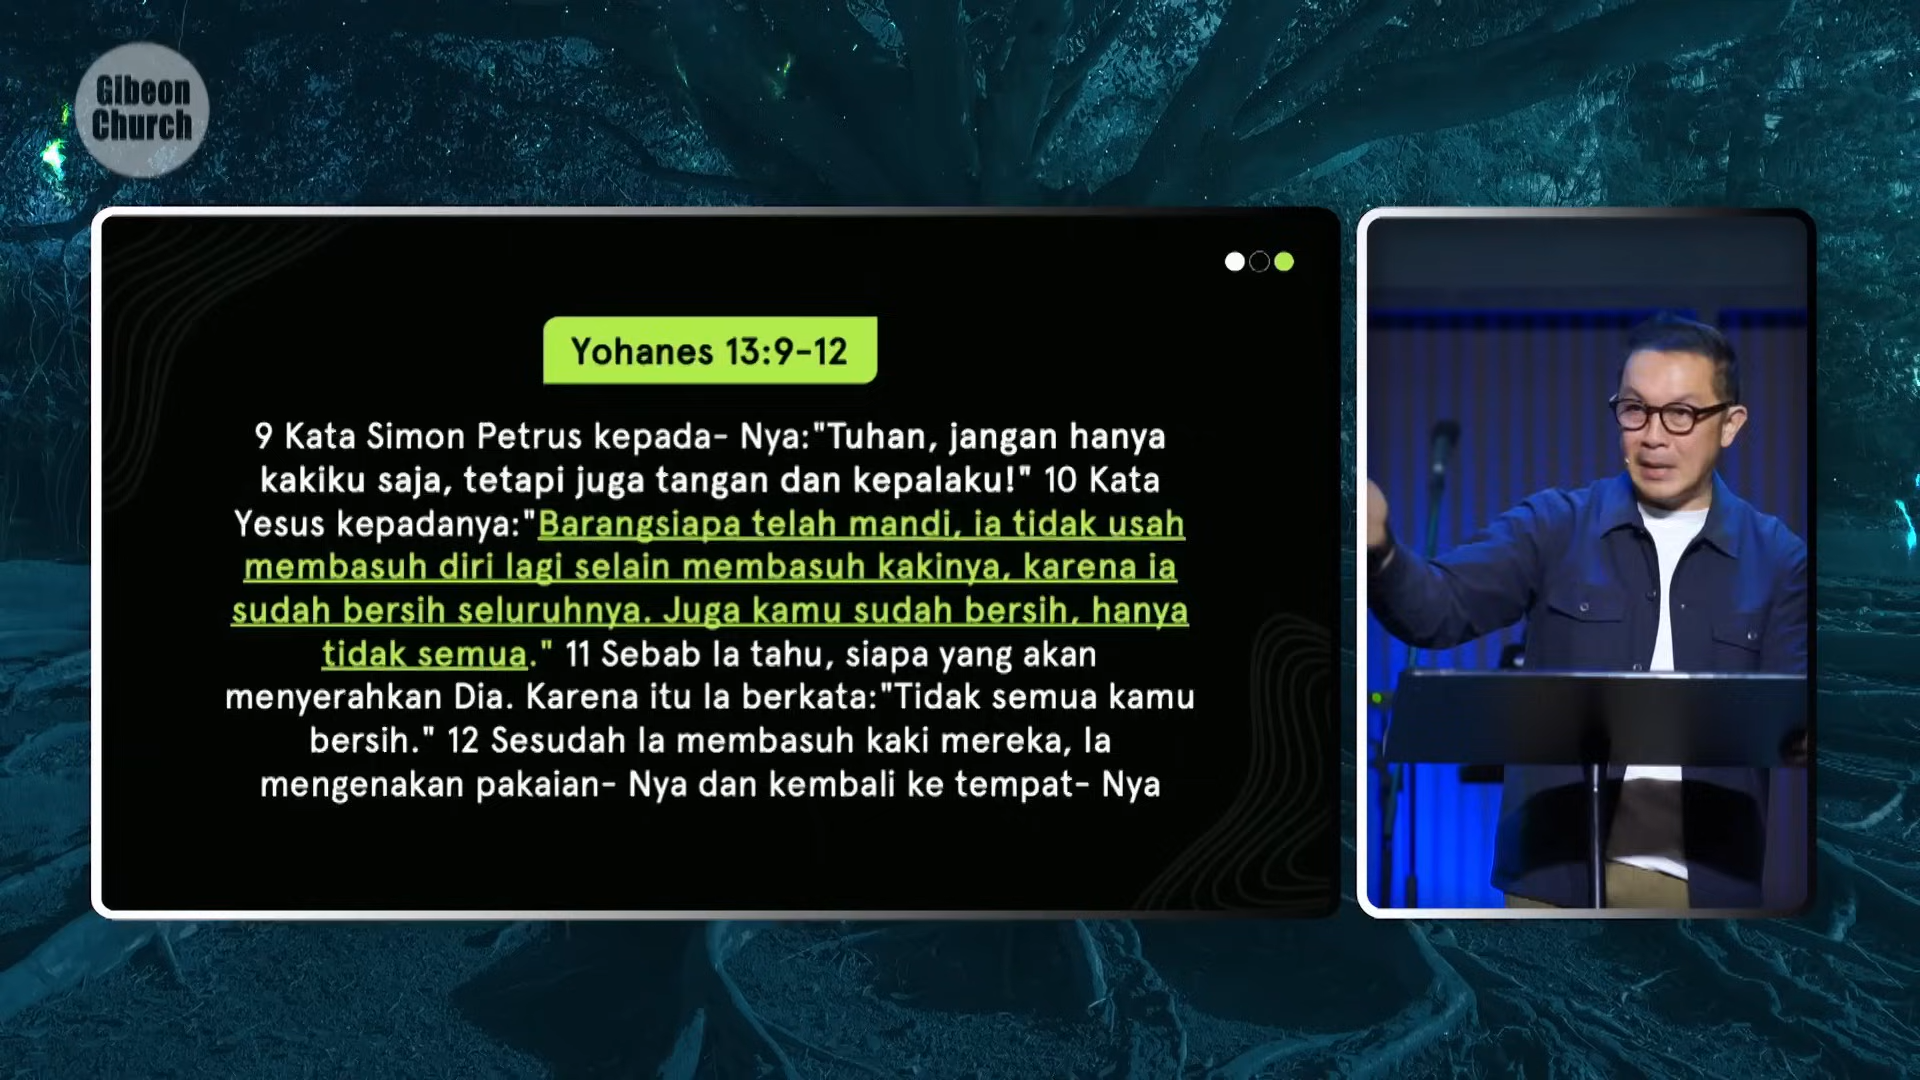 Gibeon
Church
Yohanes 13:9-12
9 Kata Simon Petrus kepada- Nya:"Tuhan, jangan hanya
kakiku saja, tetapi juga tangan dan kepalaku!" 10 Kata
Yesus kepadanya:"Barangsiapa telah mandi, ia tidak usah
membasuh diri lagi selain membasuh kakinya, karena ia
sudah bersih seluruhnya. Juga kamu sudah bersih, hanya
tidak semua." 11 Sebab Ia tahu, siapa yang akan
menyerahkan Dia. Karena itu Ia berkata:"Tidak semua kamu
bersih." 12 Sesudah Ia membasuh kaki mereka, Ia
mengenakan pakaian- Nya dan kembali ke tempat- Nya